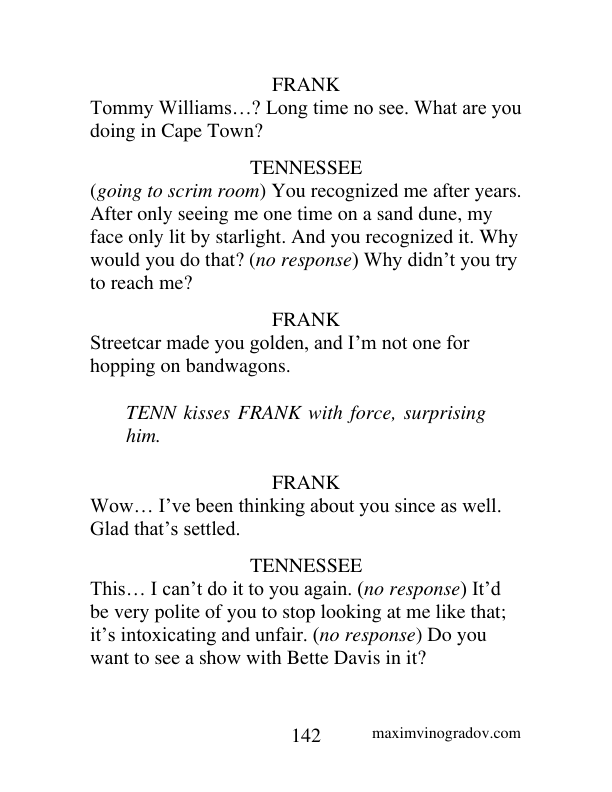 FRANK
Tommy Williams…? Long time no see. What are you
doing in Cape Town?
TENNESSEE
(going to scrim room) You recognized me after years.
After only seeing me one time on a sand dune, my
face only lit by starlight. And you recognized it. Why
would you do that? (no response) Why didn’t you try
to reach me?
FRANK
Streetcar made you golden, and I’m not one for
hopping on bandwagons.
TENN kisses FRANK with force, surprising
him.
FRANK
Wow… I’ve been thinking about you since as well.
Glad that’s settled.
TENNESSEE
This… I can’t do it to you again. (no response) It’d
be very polite of you to stop looking at me like that;
it’s intoxicating and unfair. (no response) Do you
want to see a show with Bette Davis in it?
142 maximvinogradov.com